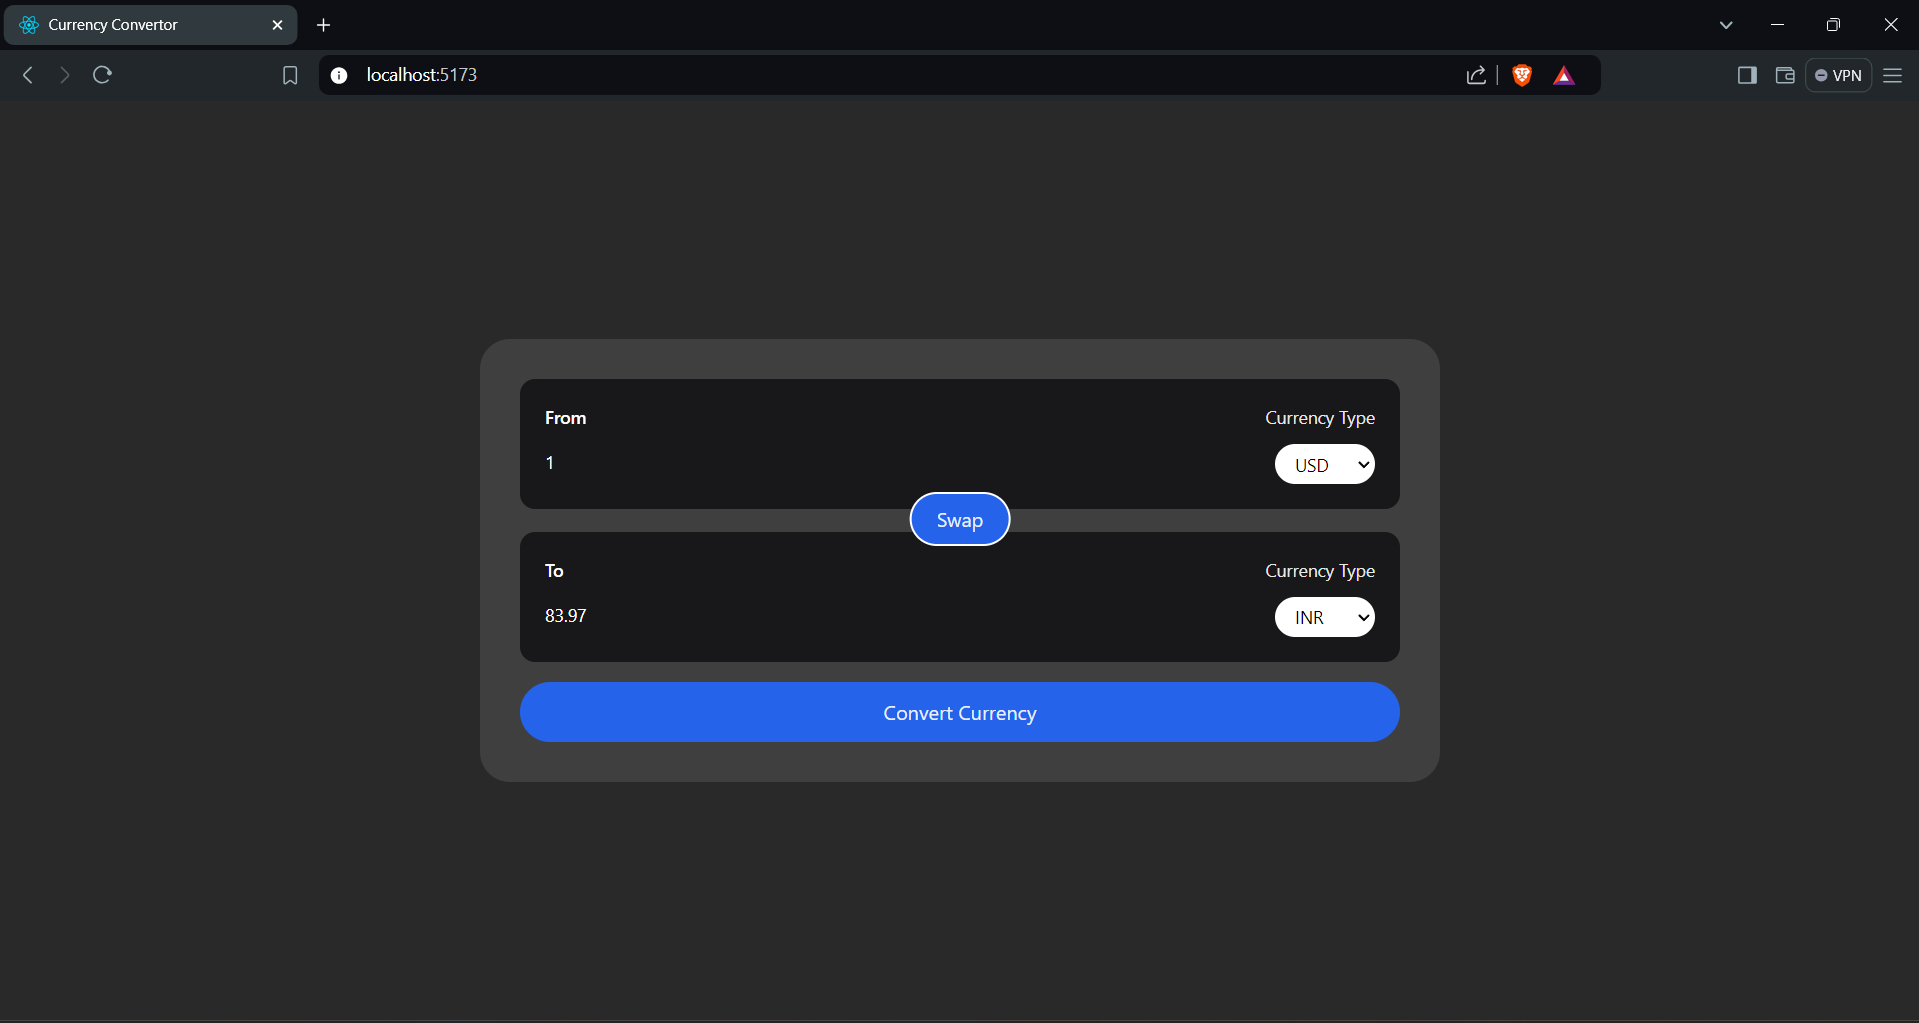 Currency Convertor
localhost:5173
VPN
From
Currency Type
1
USD
Swap
To
Currency Type
83.97
INR
Convert Currency